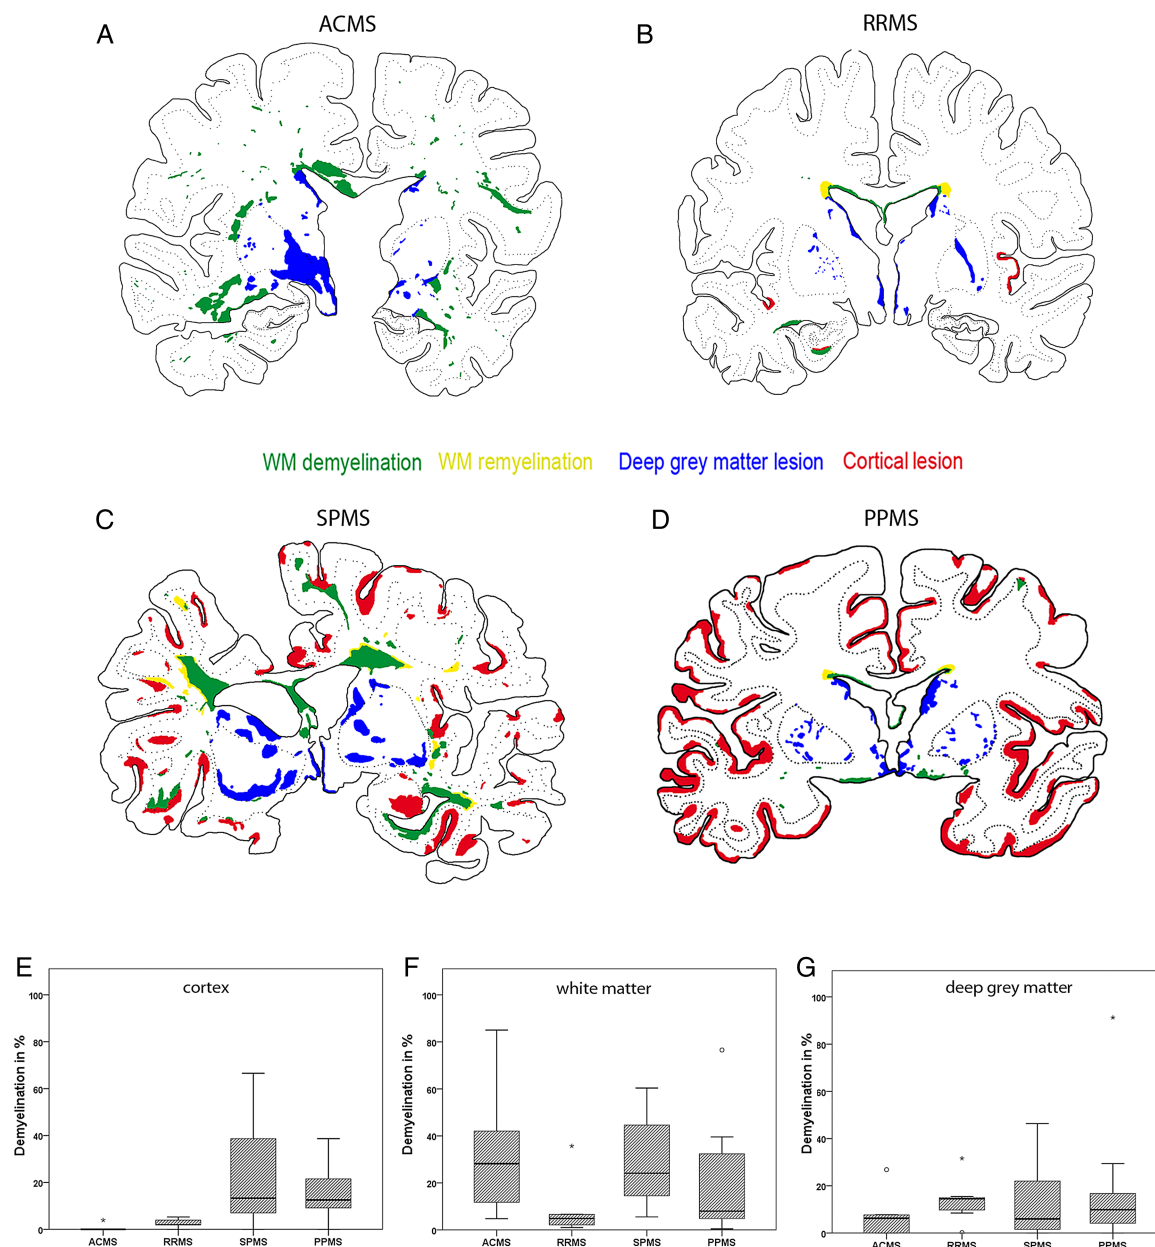 A ACMS
B RRMS
WM demyelination WM remyelination Deep grey matter lesion Cortical lesion
C SPMS
D PPMS
E
cortex
Demyelination in %
100
80
60
40
20
0
ACMS RRMS SPMS PPMS
F
white matter
Demyelination in %
100
80
60
40
20
0
ACMS RRMS SPMS PPMS
G
deep grey matter
Demyelination in %
100
80
60
40
20
0
ACMS RRMS SPMS PPMS